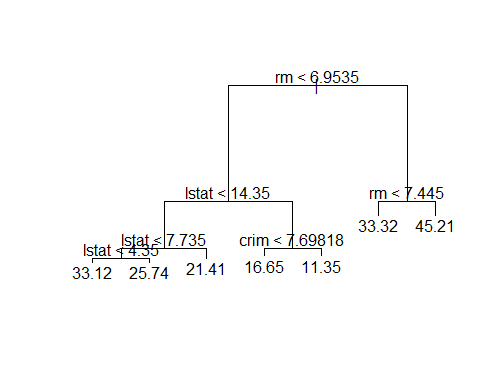 rm < 6.9535
lstat < 14.35
rm < 7.445
33.32 45.21
lstat < 7.735
crim < 7.69818
lstat < 4.35
21.41
16.65 11.35
33.12 25.74